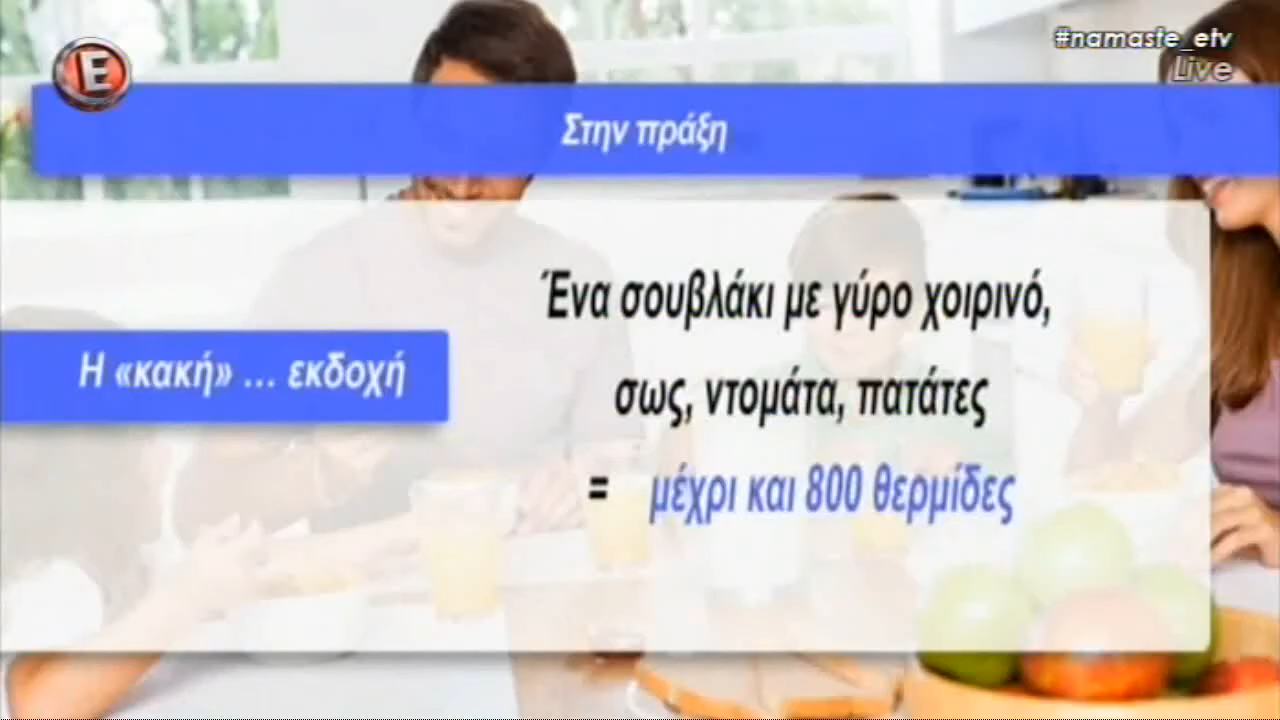 #namaste_etv
Live
E
Στην πράξη
Ένα σουβλάκι με γύρο χοιρινό,
σως, ντομάτα, πατάτες
= μέχρι και 800 θερμίδες
Η «κακή» ... εκδοχή